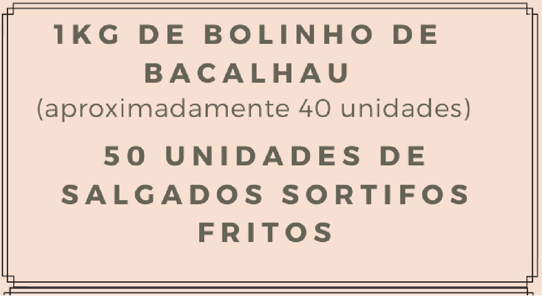 1KG DE BOLINHO DE
BACALHAU
(aproximadamente 40 unidades)
50 UNIDADES DE
SALGADOS SORTIFOS
FRITOS